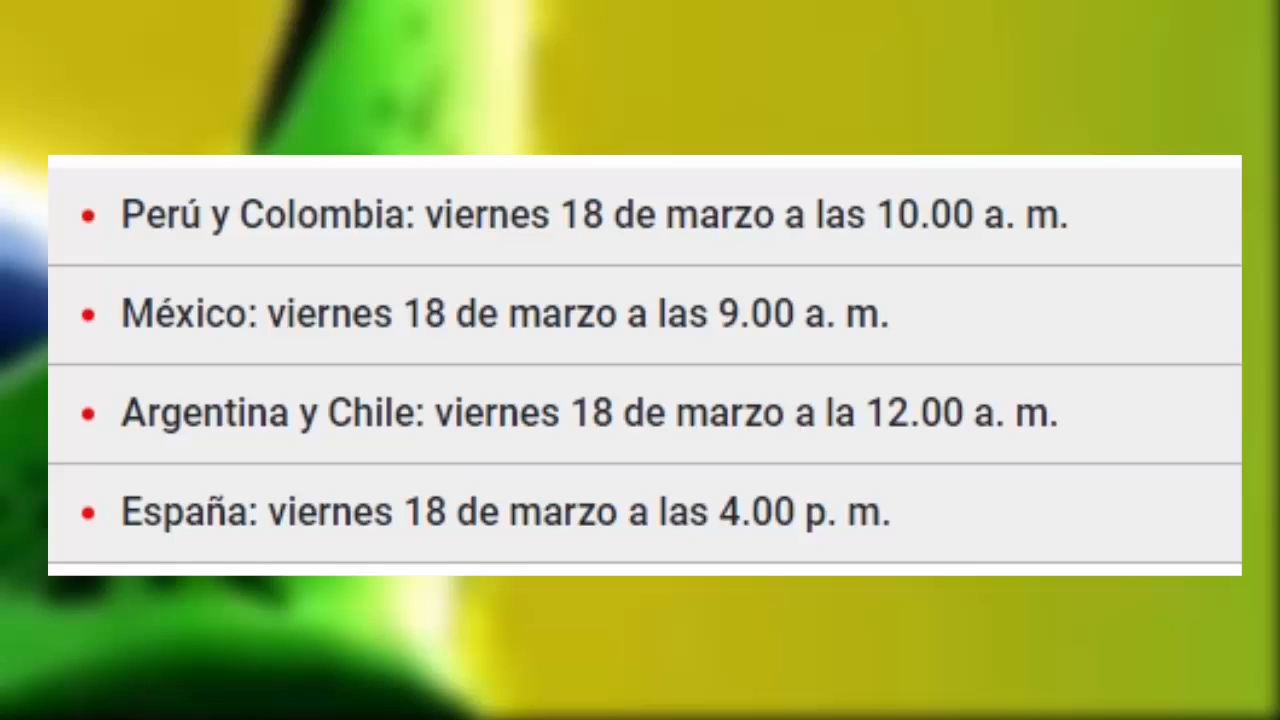 • Perú y Colombia: viernes 18 de marzo a las 10.00 a. m.
• México: viernes 18 de marzo a las 9.00 a. m.
• Argentina y Chile: viernes 18 de marzo a la 12.00 a. m.
• España: viernes 18 de marzo a las 4.00 p. m.